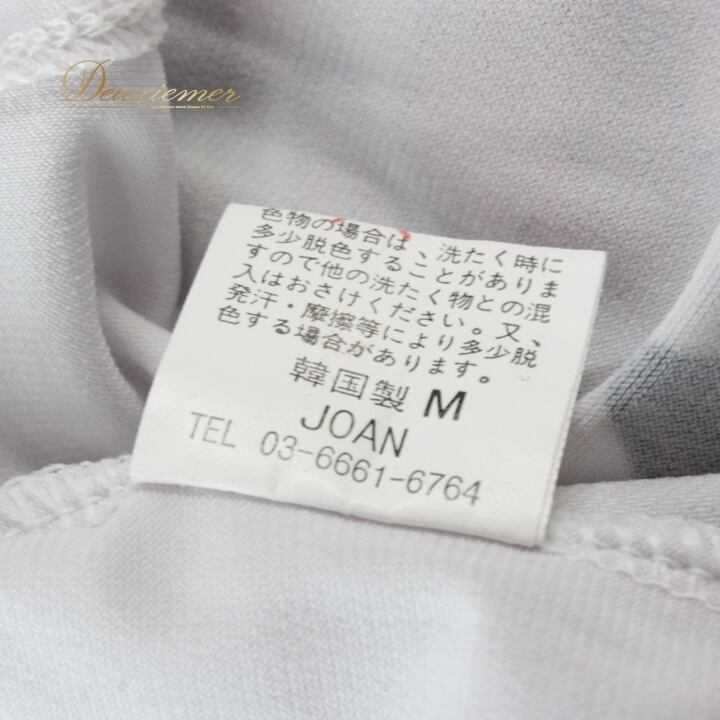 Deuxiemer
色物の場合は、洗たく時に
多少脱色することがありま
すので他の洗たく物との混
入はおさけください。又、
発汗・摩擦等により多少脱
色する場合があります。
韓国製 M
JOAN
TEL 03-6661-6764